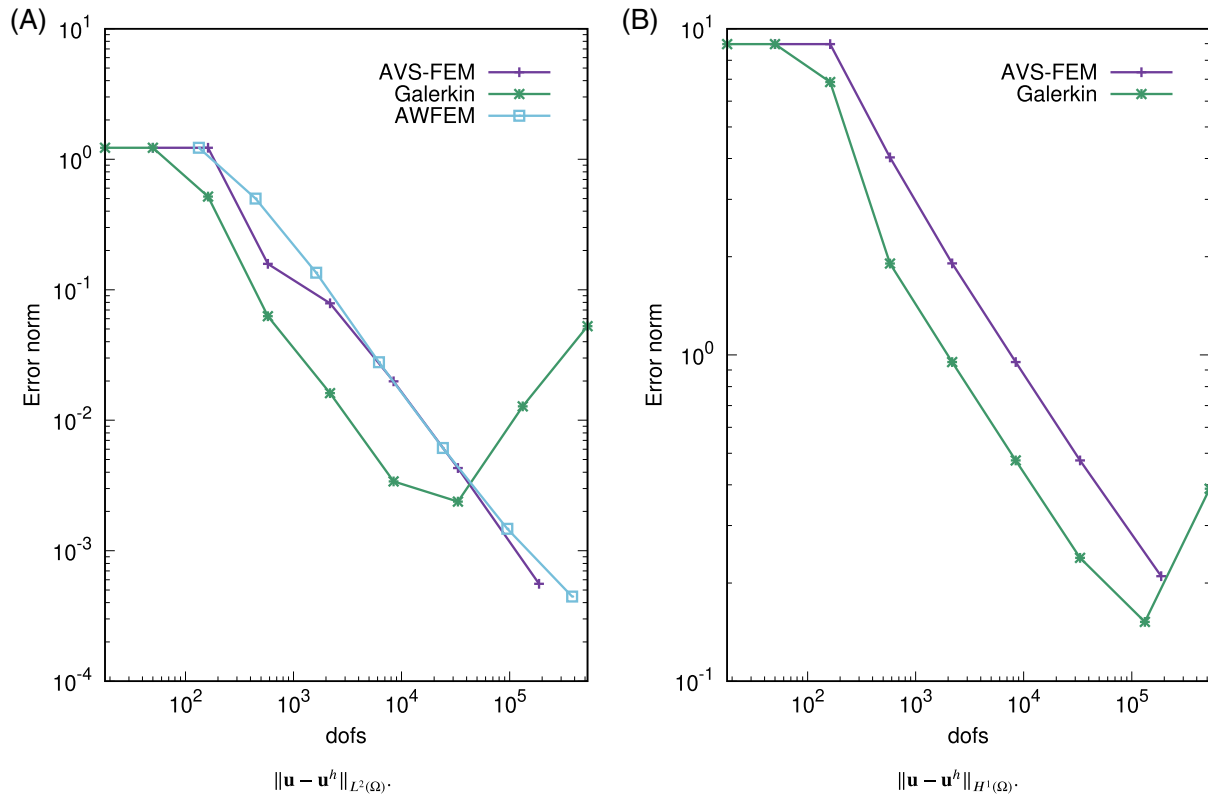 (A)
Error norm
10^1
10^0
10^-1
10^-2
10^-3
10^-4
AVS-FEM
Galerkin
AWFEM
10^2 10^3 10^4 10^5
dofs
‖u − u^h‖_{L^2(Ω)}.
(B)
Error norm
10^1
10^0
10^-1
AVS-FEM
Galerkin
10^2 10^3 10^4 10^5
dofs
‖u − u^h‖_{H^1(Ω)}.